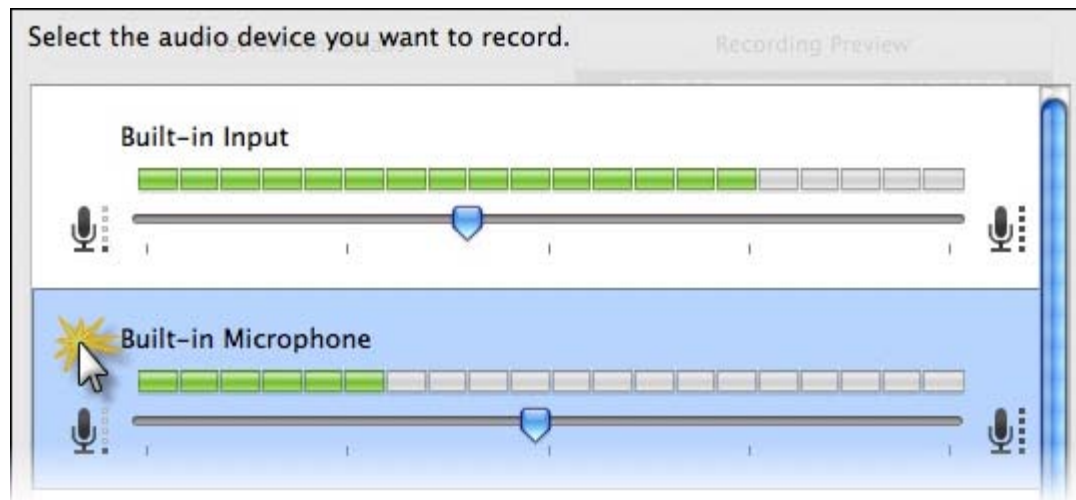 Select the audio device you want to record.
Recording Preview
Built-in Input
Built-in Microphone